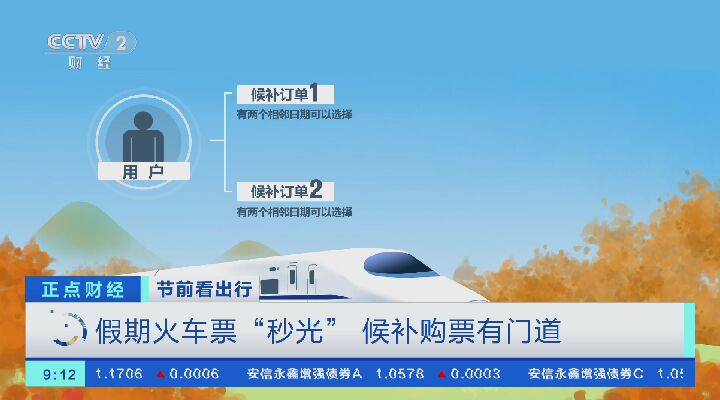 CCTV 2
财经
候补订单1
有两个相邻日期可以选择
用户
候补订单2
有两个相邻日期可以选择
正点财经 节前看出行
假期火车票“秒光” 候补购票有门道
9:12 1.1706 ▲0.0006 安信永鑫增强债券A 1.0578 ▲0.0003 安信永鑫增强债券C